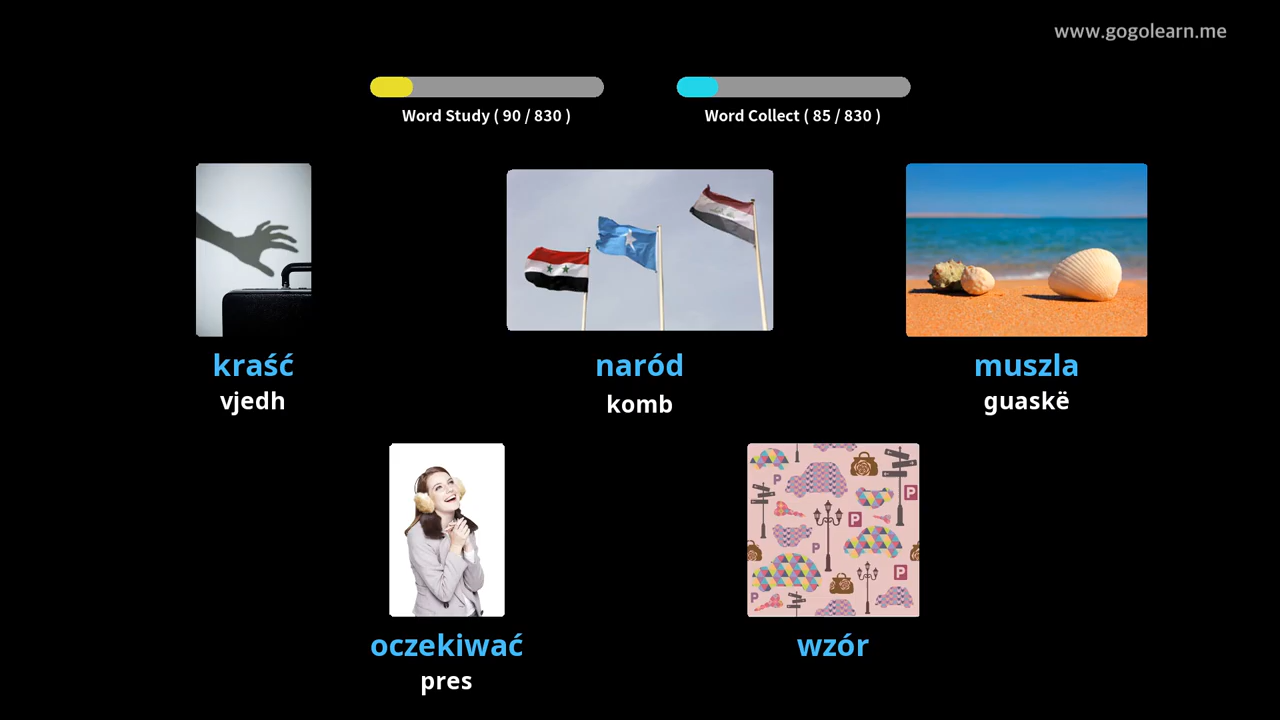 www.gogolearn.me
Word Study ( 90 / 830 )
Word Collect ( 85 / 830 )
kraść
vjedh
naród
komb
muszla
guaskë
P
P
P
P
P
P
oczekiwać
pres
wzór